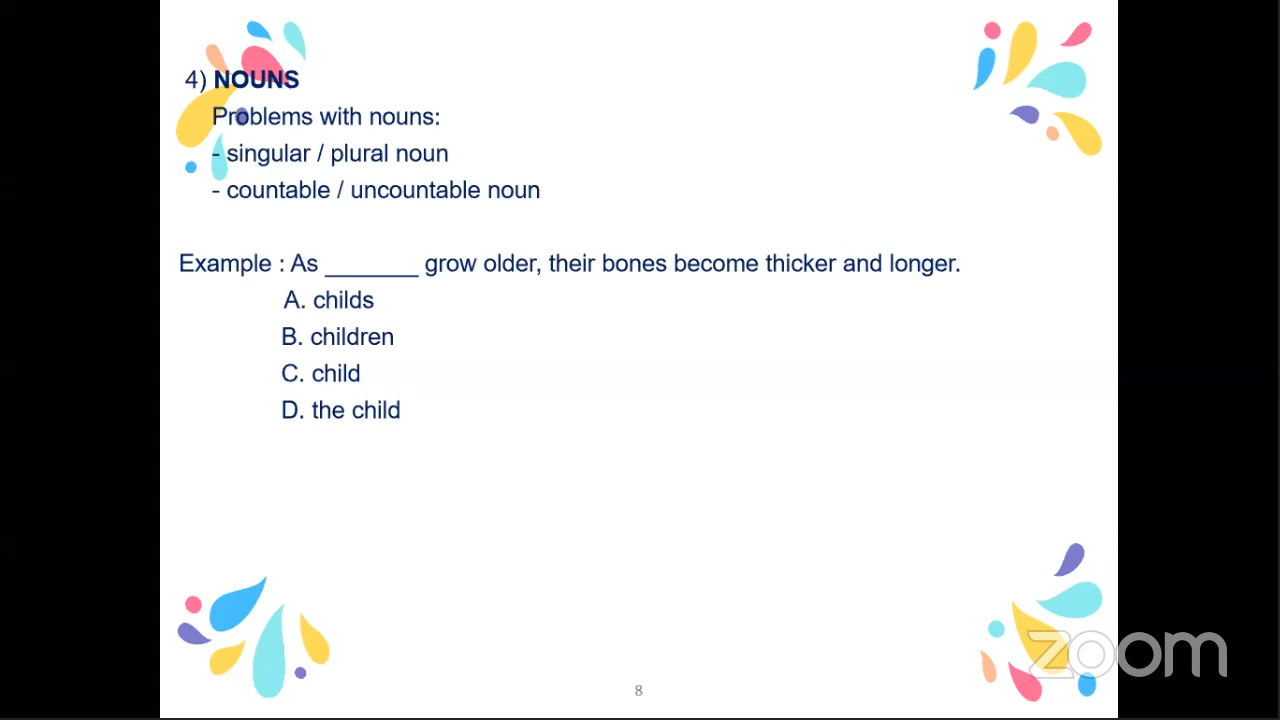 4) NOUNS
Problems with nouns:
- singular / plural noun
- countable / uncountable noun
Example : As _______ grow older, their bones become thicker and longer.
A. childs
B. children
C. child
D. the child
zoom
8